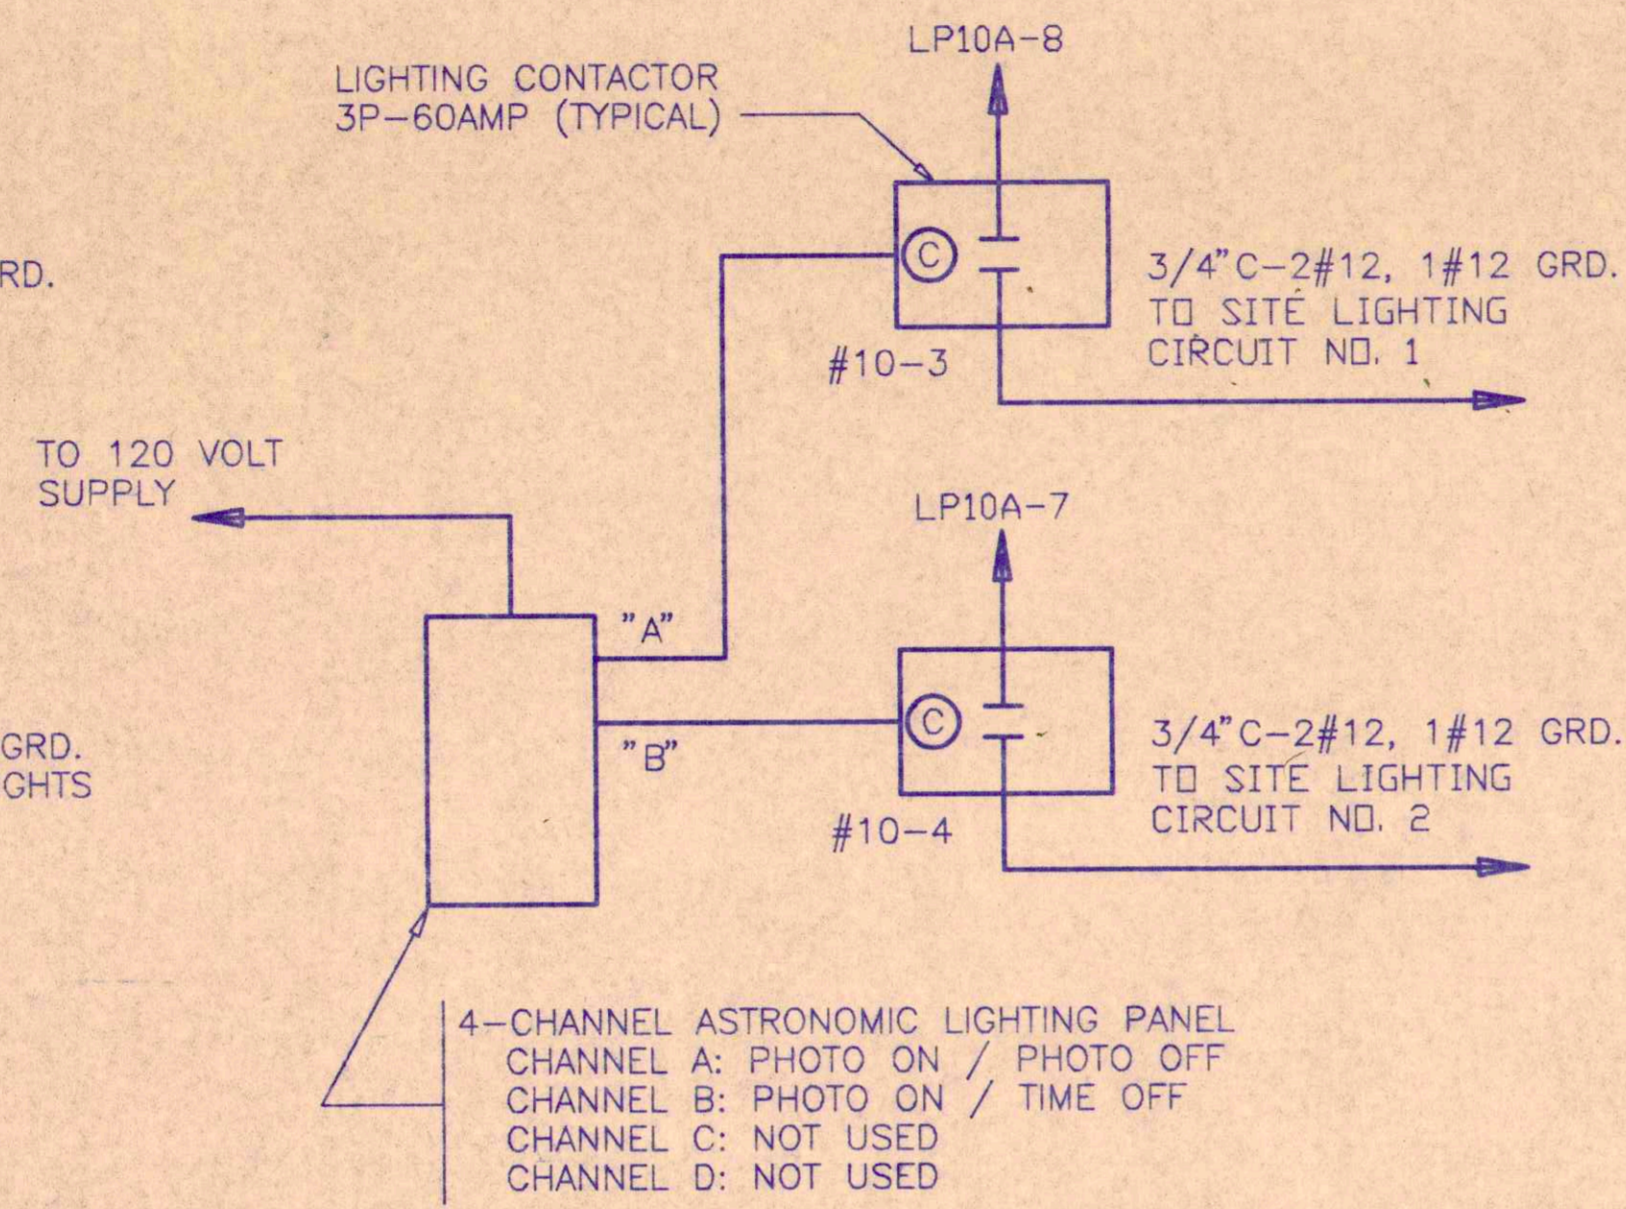 LP10A-8
LIGHTING CONTACTOR
3P-60AMP (TYPICAL)
C
RD.
3/4"C-2#12, 1#12 GRD.
TO SITE LIGHTING
CIRCUIT NO. 1
#10-3
TO 120 VOLT
SUPPLY
LP10A-7
"A"
"B"
C
GRD.
GHTS
3/4"C-2#12, 1#12 GRD.
TO SITE LIGHTING
CIRCUIT NO. 2
#10-4
4-CHANNEL ASTRONOMIC LIGHTING PANEL
CHANNEL A: PHOTO ON / PHOTO OFF
CHANNEL B: PHOTO ON / TIME OFF
CHANNEL C: NOT USED
CHANNEL D: NOT USED